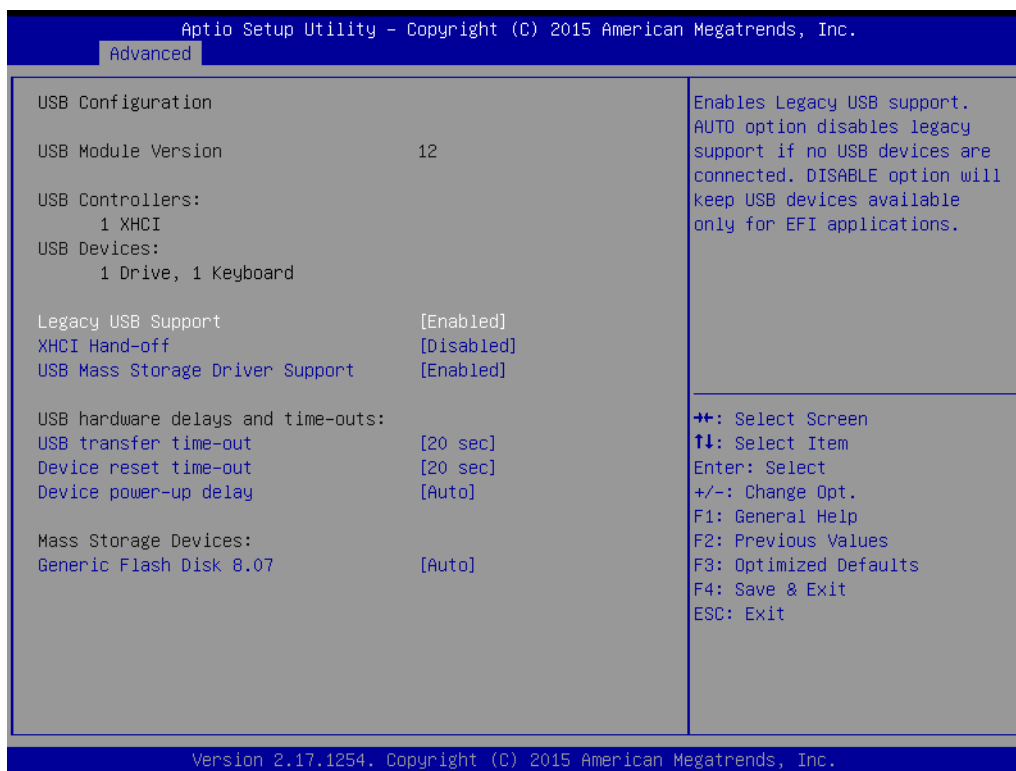 Aptio Setup Utility – Copyright (C) 2015 American Megatrends, Inc.
Advanced
USB Configuration
USB Module Version 12
USB Controllers:
1 XHCI
USB Devices:
1 Drive, 1 Keyboard
Legacy USB Support [Enabled]
XHCI Hand-off [Disabled]
USB Mass Storage Driver Support [Enabled]
USB hardware delays and time-outs:
USB transfer time-out [20 sec]
Device reset time-out [20 sec]
Device power-up delay [Auto]
Mass Storage Devices:
Generic Flash Disk 8.07 [Auto]
Enables Legacy USB support.
AUTO option disables legacy
support if no USB devices are
connected. DISABLE option will
keep USB devices available
only for EFI applications.
→←: Select Screen
↑↓: Select Item
Enter: Select
+/-: Change Opt.
F1: General Help
F2: Previous Values
F3: Optimized Defaults
F4: Save & Exit
ESC: Exit
Version 2.17.1254. Copyright (C) 2015 American Megatrends, Inc.